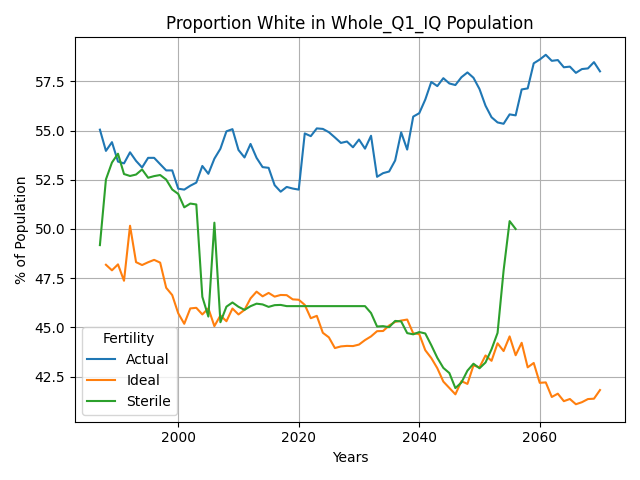 Proportion White in Whole_Q1_IQ Population
% of Population
57.5
55.0
52.5
50.0
47.5
45.0
42.5
Fertility
Actual
Ideal
Sterile
2000
2020
2040
2060
Years